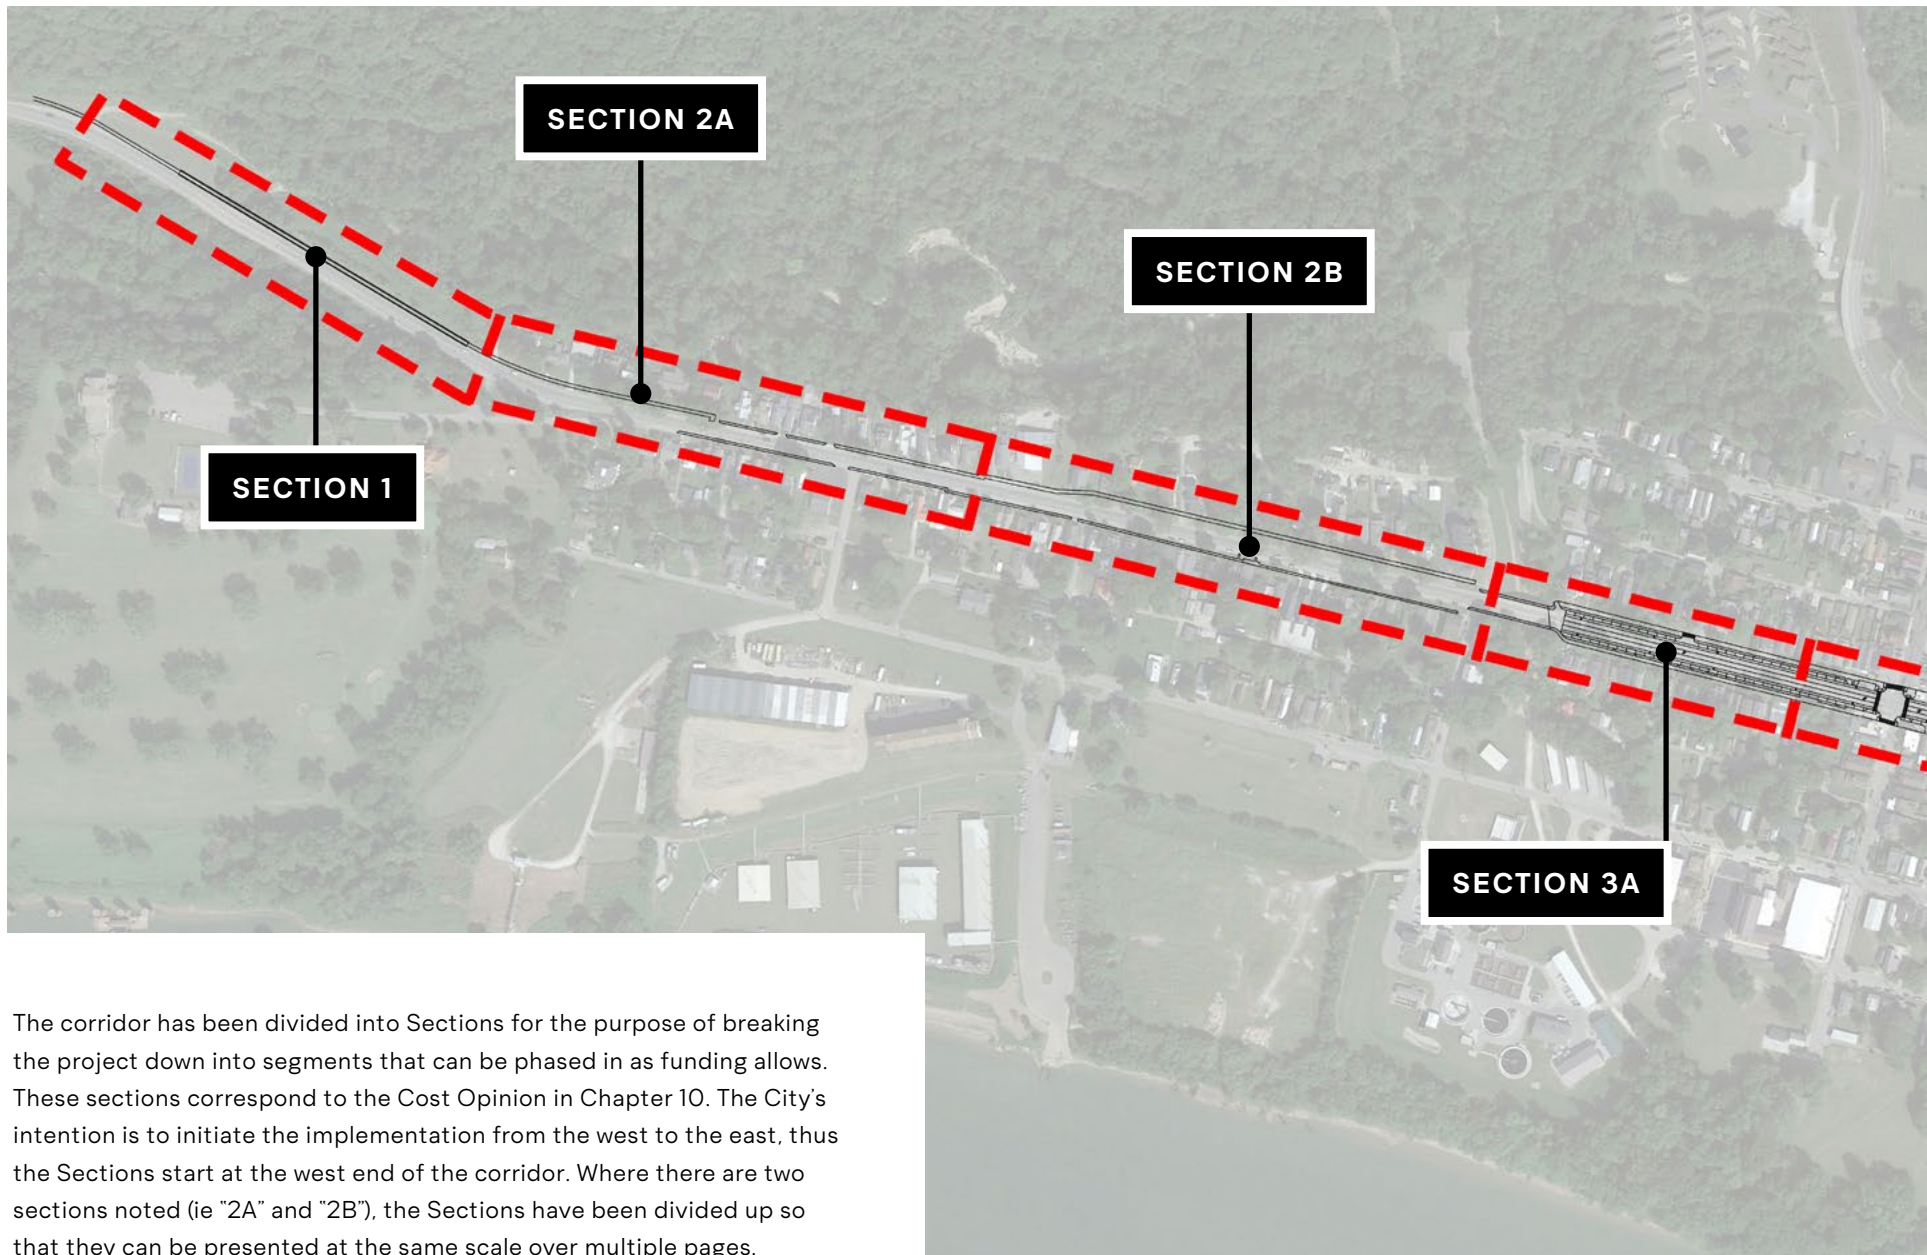 SECTION 2A
SECTION 2B
SECTION 1
SECTION 3A
The corridor has been divided into Sections for the purpose of breaking
the project down into segments that can be phased in as funding allows.
These sections correspond to the Cost Opinion in Chapter 10. The City’s
intention is to initiate the implementation from the west to the east, thus
the Sections start at the west end of the corridor. Where there are two
sections noted (ie “2A” and “2B”), the Sections have been divided up so
that they can be presented at the same scale over multiple pages.